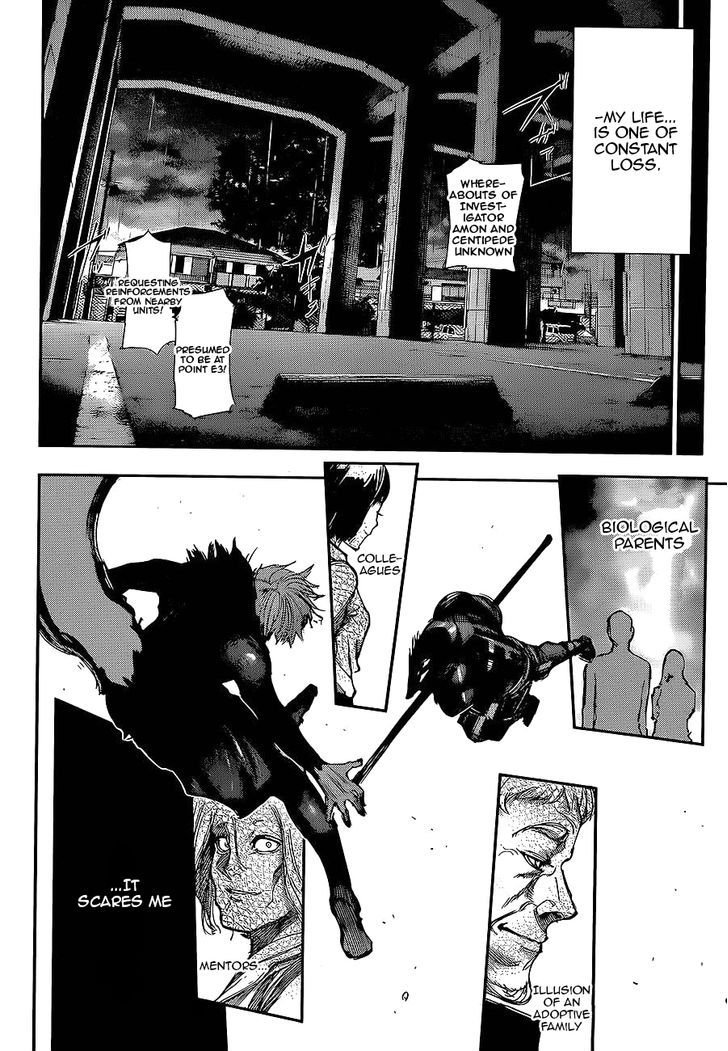 -MY LIFE...
IS ONE OF
CONSTANT
LOSS.
WHERE-
ABOUTS OF
INVEST-
IGATOR
AMON AND
CENTIPEDE
UNKNOWN
REQUESTING
REINFORCEMENTS
FROM NEARBY
UNITS!
PRESUMED
TO BE AT
POINT E3!
BIOLOGICAL
PARENTS
COLLE-
AGUES
ILLUSION
OF AN
ADOPTIVE
FAMILY
MENTORS...
...IT
SCARES ME